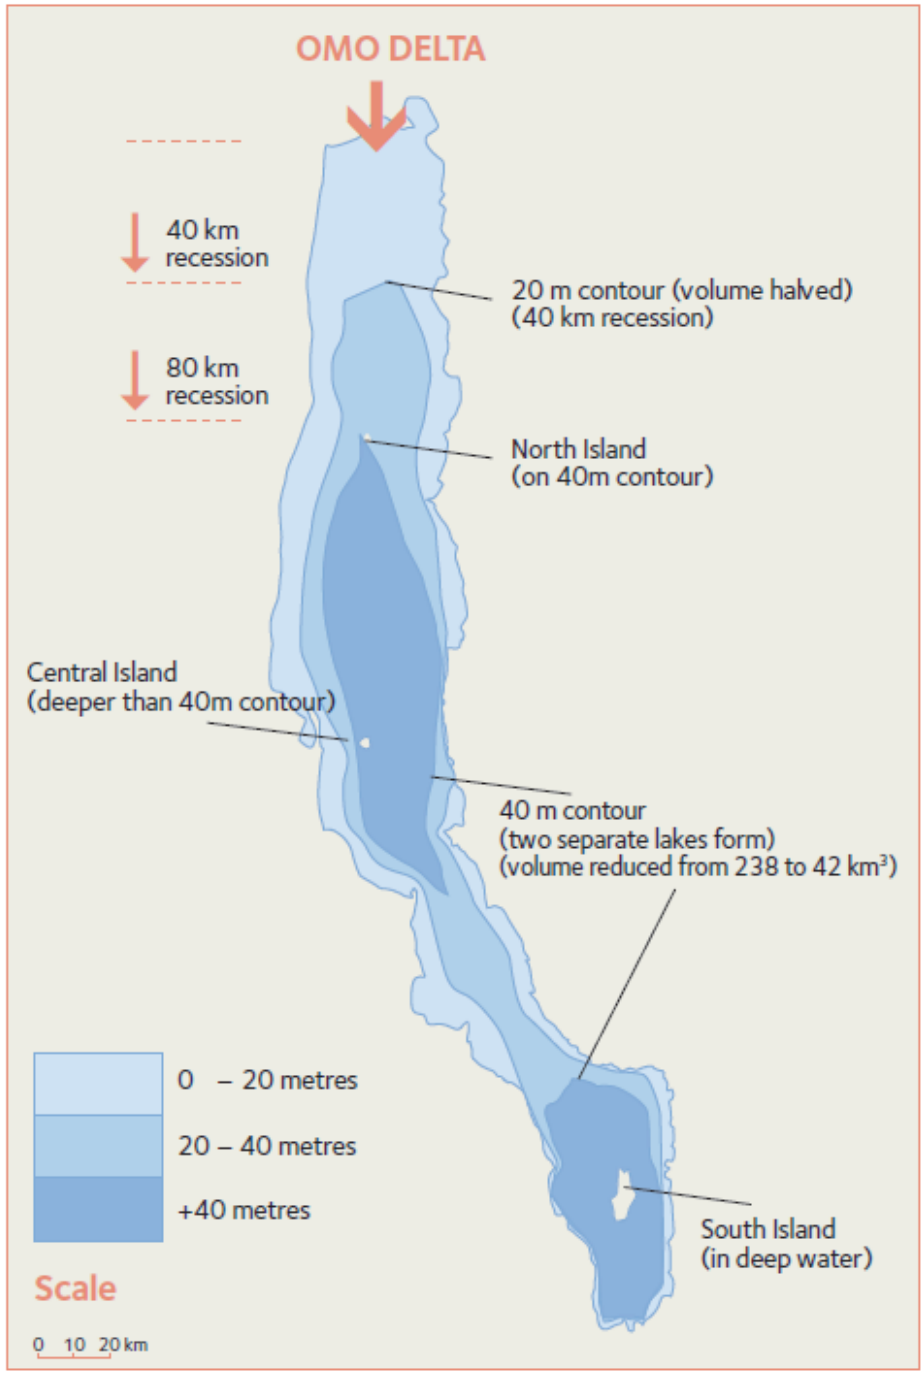 OMO DELTA
40 km
recession
20 m contour (volume halved)
(40 km recession)
80 km
recession
North Island
(on 40m contour)
Central Island
(deeper than 40m contour)
40 m contour
(two separate lakes form)
(volume reduced from 238 to 42 km³)
0 – 20 metres
20 – 40 metres
+40 metres
South Island
(in deep water)
Scale
0 10 20 km